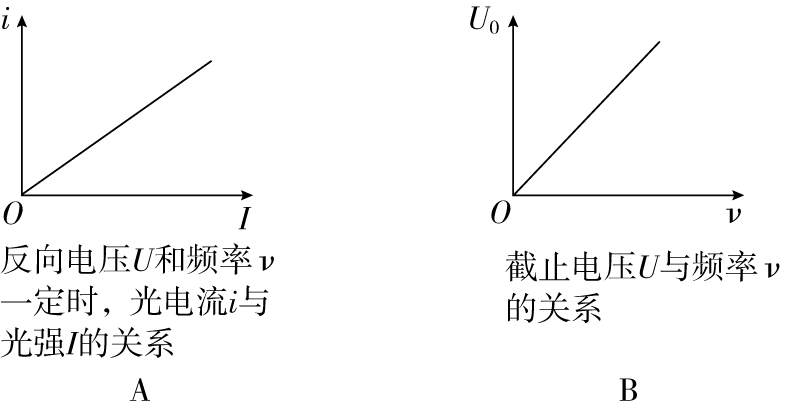 i
O
I
反向电压U和频率ν
一定时，光电流i与
光强I的关系
A
U₀
O
ν
截止电压U与频率ν
的关系
B